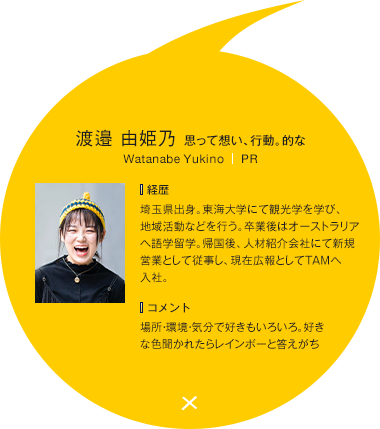 渡邉 由姫乃 思って想い、行動。的な
Watanabe Yukino | PR
経歴
埼玉県出身。東海大学にて観光学を学び、
地域活動などを行う。卒業後はオーストラリア
へ語学留学。帰国後、人材紹介会社にて新規
営業として従事し、現在広報としてTAMへ
入社。
コメント
場所・環境・気分で好きもいろいろ。好き
な色聞かれたらレインボーと答えがち